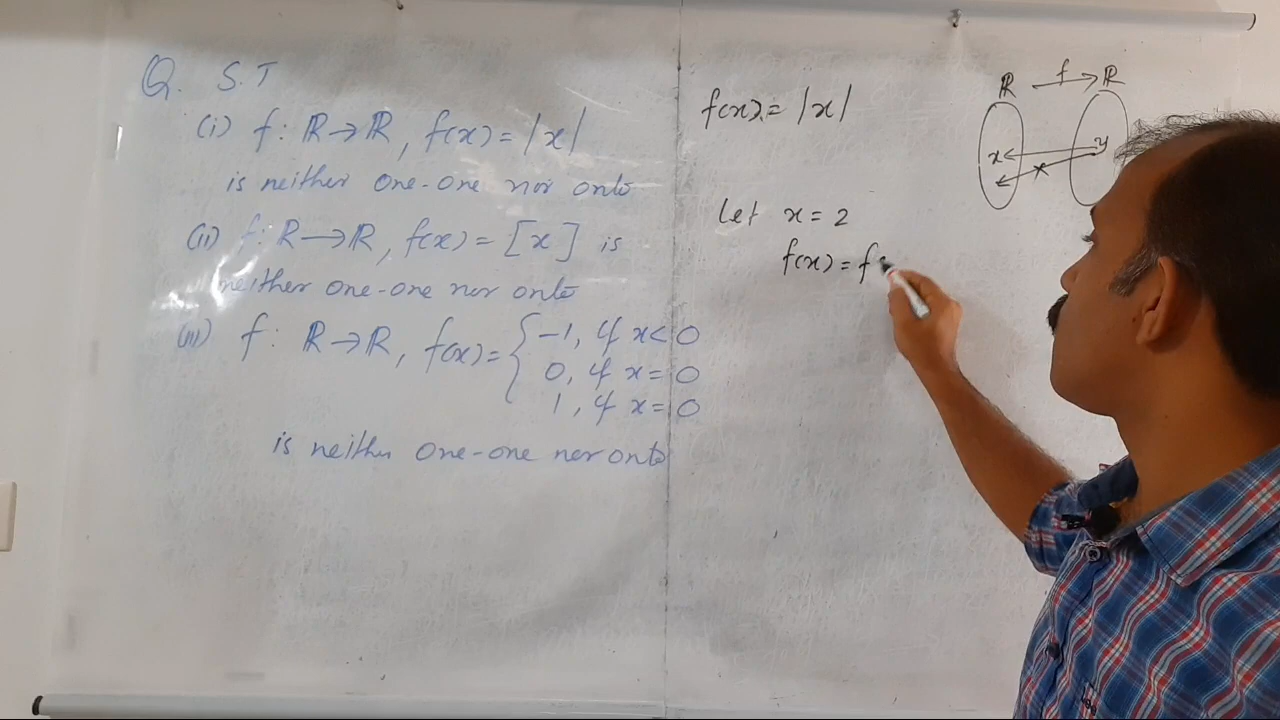 Q. S.T
(i) f: ℝ→ℝ, f(x) = |x|
is neither one-one nor onto
(ii) f: ℝ→ℝ, f(x) = [x] is
neither one-one nor onto
(iii) f: ℝ→ℝ, f(x) = { -1, if x < 0
0, if x = 0
1, if x = 0
is neither one-one nor onto
f(x) = |x|
Let x = 2
f(x) = f
ℝ f → ℝ
x y